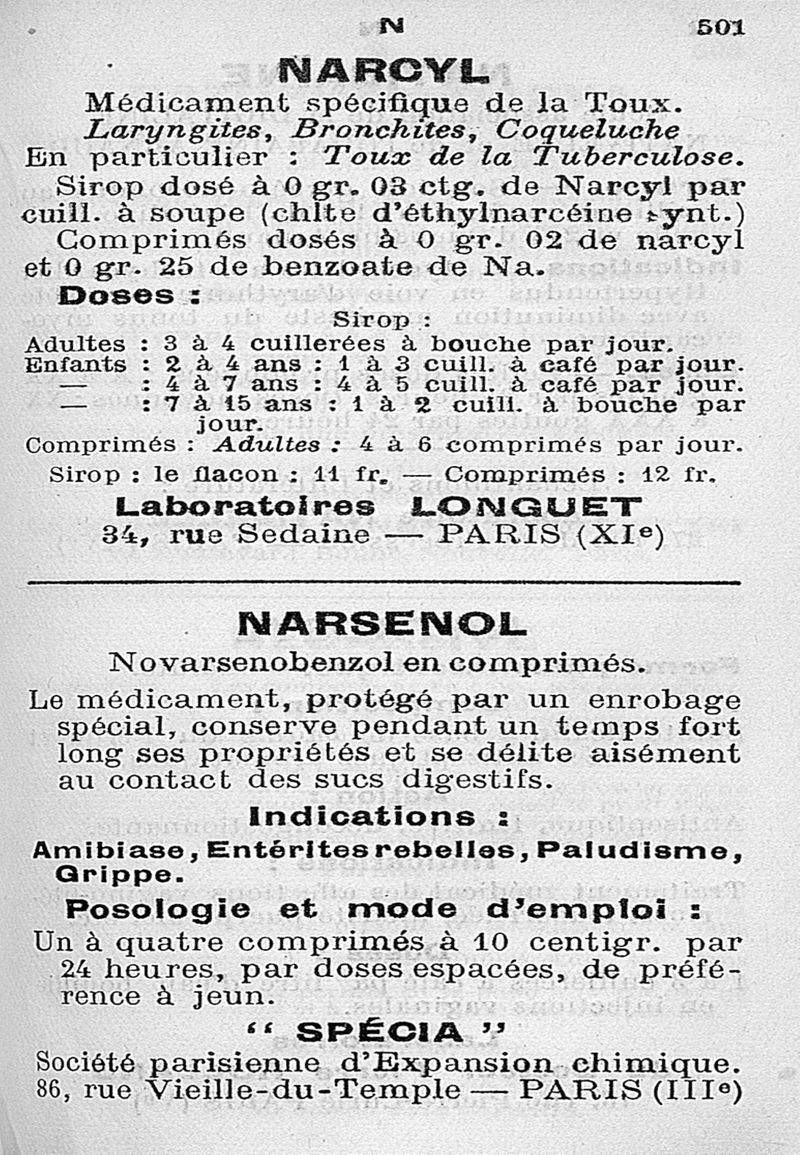 N 501
NARCYL
Médicament spécifique de la Toux.
Laryngites, Bronchites, Coqueluche
En particulier : Toux de la Tuberculose.
Sirop dosé à 0 gr. 03 ctg. de Narcyl par
cuill. à soupe (chlte d'éthylnarcéine synt.)
Comprimés dosés à 0 gr. 02 de narcyl
et 0 gr. 25 de benzoate de Na.
Doses :
Sirop :
Adultes : 3 à 4 cuillerées à bouche par jour.
Enfants : 2 à 4 ans : 1 à 3 cuill. à café par jour.
— : 4 à 7 ans : 4 à 5 cuill. à café par jour.
— : 7 à 15 ans : 1 à 2 cuill. à bouche par
jour.
Comprimés : Adultes : 4 à 6 comprimés par jour.
Sirop : le flacon : 11 fr. — Comprimés : 12 fr.
Laboratoires LONGUET
34, rue Sedaine — PARIS (XIe)
NARSENOL
Novarsenobenzol en comprimés.
Le médicament, protégé par un enrobage
spécial, conserve pendant un temps fort
long ses propriétés et se délite aisément
au contact des sucs digestifs.
Indications :
Amibiase, Entérites rebelles, Paludisme,
Grippe.
Posologie et mode d'emploi :
Un à quatre comprimés à 10 centigr. par
24 heures, par doses espacées, de préfé-
rence à jeun.
“ SPÉCIA ”
Société parisienne d'Expansion chimique.
86, rue Vieille-du-Temple — PARIS (IIIe)